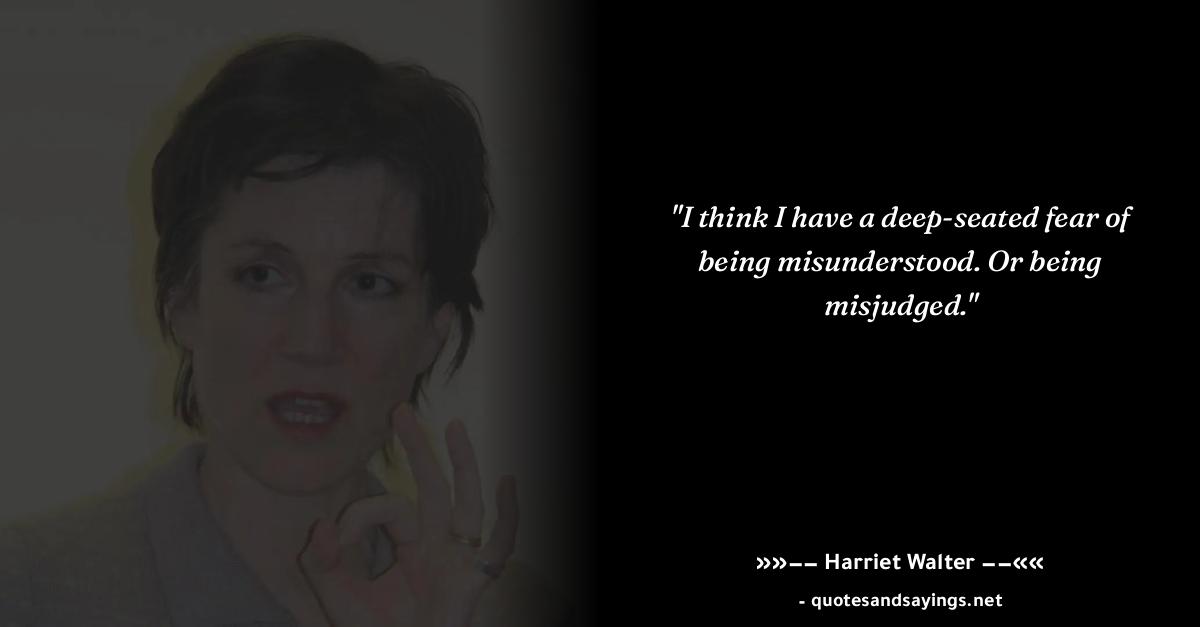 "I think I have a deep-seated fear of
being misunderstood. Or being
misjudged."
»»−− Harriet Walter −−««
- quotesandsayings.net